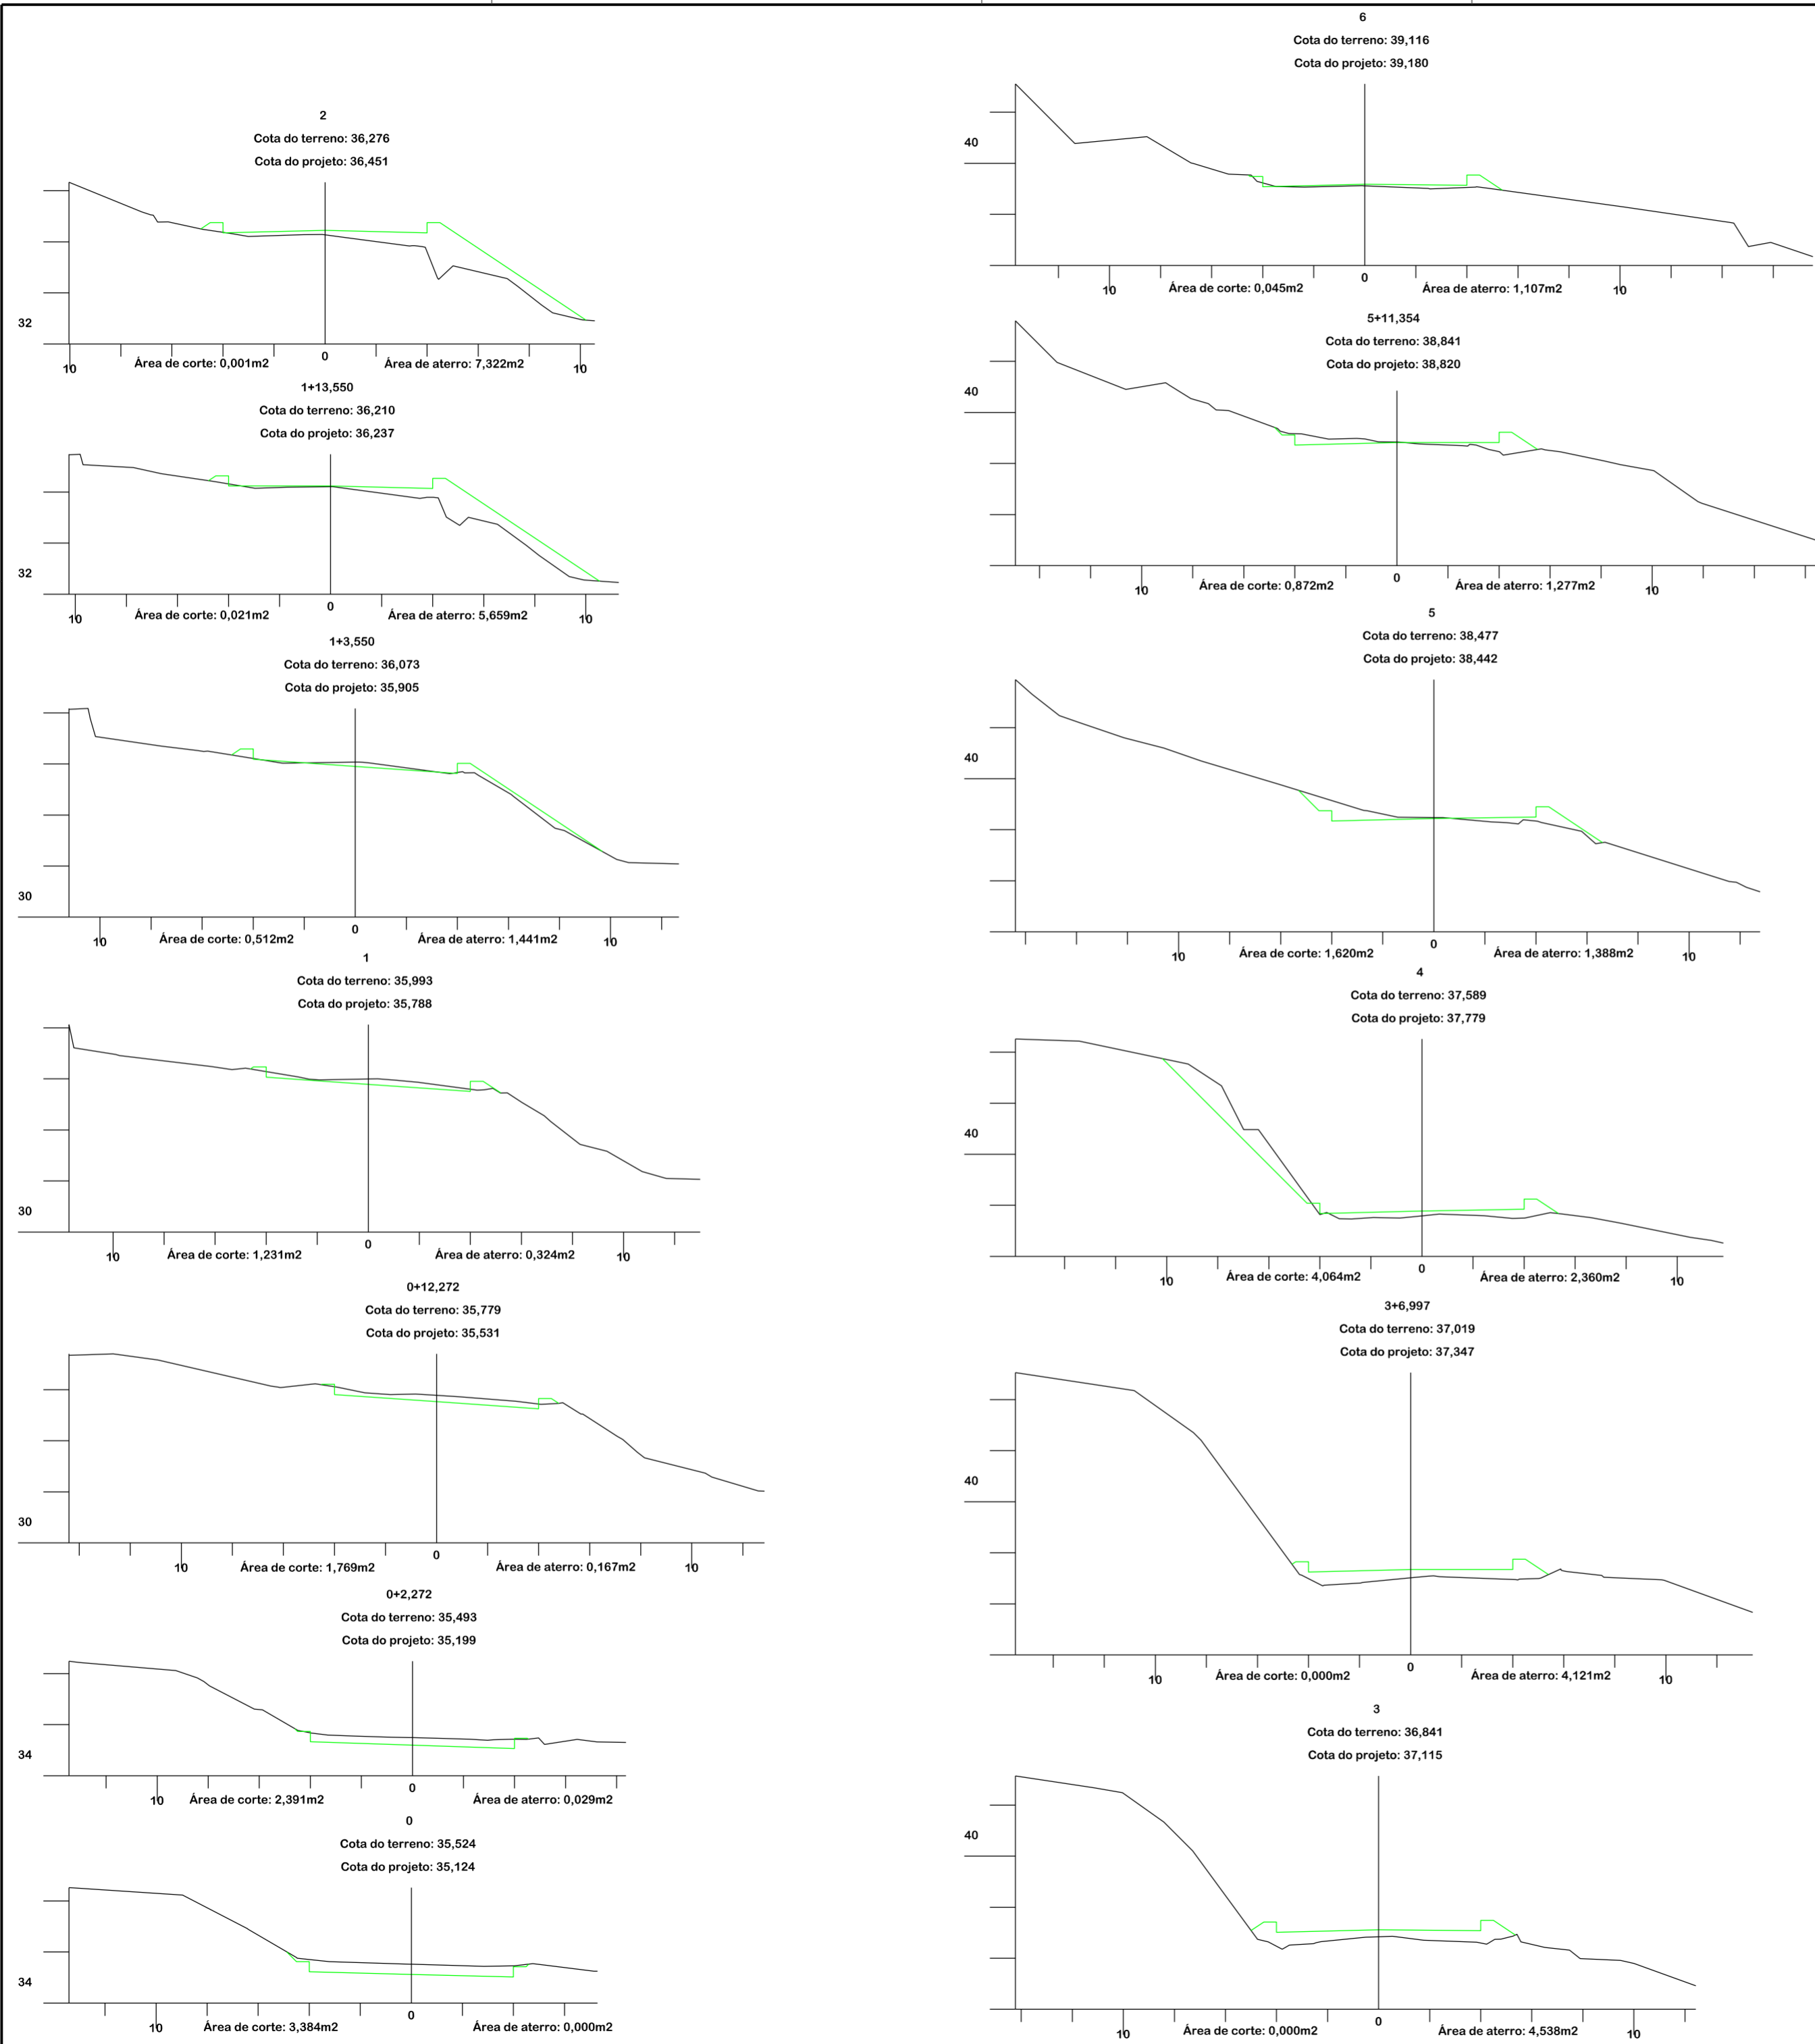 2
Cota do terreno: 36,276
Cota do projeto: 36,451
32
10
0
10
Área de corte: 0,001m2
Área de aterro: 7,322m2
1+13,550
Cota do terreno: 36,210
Cota do projeto: 36,237
32
10
0
10
Área de corte: 0,021m2
Área de aterro: 5,659m2
1+3,550
Cota do terreno: 36,073
Cota do projeto: 35,905
30
10
0
10
Área de corte: 0,512m2
Área de aterro: 1,441m2
1
Cota do terreno: 35,993
Cota do projeto: 35,788
30
10
0
10
Área de corte: 1,231m2
Área de aterro: 0,324m2
0+12,272
Cota do terreno: 35,779
Cota do projeto: 35,531
30
10
0
10
Área de corte: 1,769m2
Área de aterro: 0,167m2
0+2,272
Cota do terreno: 35,493
Cota do projeto: 35,199
34
10
0
Área de corte: 2,391m2
Área de aterro: 0,029m2
0
Cota do terreno: 35,524
Cota do projeto: 35,124
34
10
0
Área de corte: 3,384m2
Área de aterro: 0,000m2
6
Cota do terreno: 39,116
Cota do projeto: 39,180
40
10
0
10
Área de corte: 0,045m2
Área de aterro: 1,107m2
5+11,354
Cota do terreno: 38,841
Cota do projeto: 38,820
40
10
0
10
Área de corte: 0,872m2
Área de aterro: 1,277m2
5
Cota do terreno: 38,477
Cota do projeto: 38,442
40
10
0
10
Área de corte: 1,620m2
Área de aterro: 1,388m2
4
Cota do terreno: 37,589
Cota do projeto: 37,779
40
10
0
10
Área de corte: 4,064m2
Área de aterro: 2,360m2
3+6,997
Cota do terreno: 37,019
Cota do projeto: 37,347
40
10
0
10
Área de corte: 0,000m2
Área de aterro: 4,121m2
3
Cota do terreno: 36,841
Cota do projeto: 37,115
40
10
0
10
Área de corte: 0,000m2
Área de aterro: 4,538m2